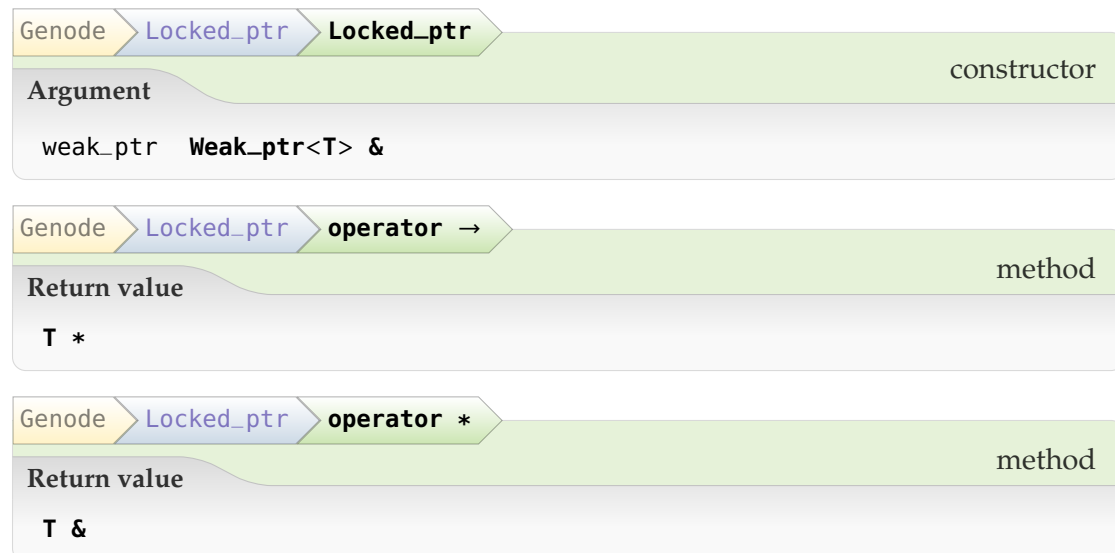 Genode Locked_ptr Locked_ptr
constructor
Argument
weak_ptr Weak_ptr<T> &
Genode Locked_ptr operator →
method
Return value
T *
Genode Locked_ptr operator *
method
Return value
T &